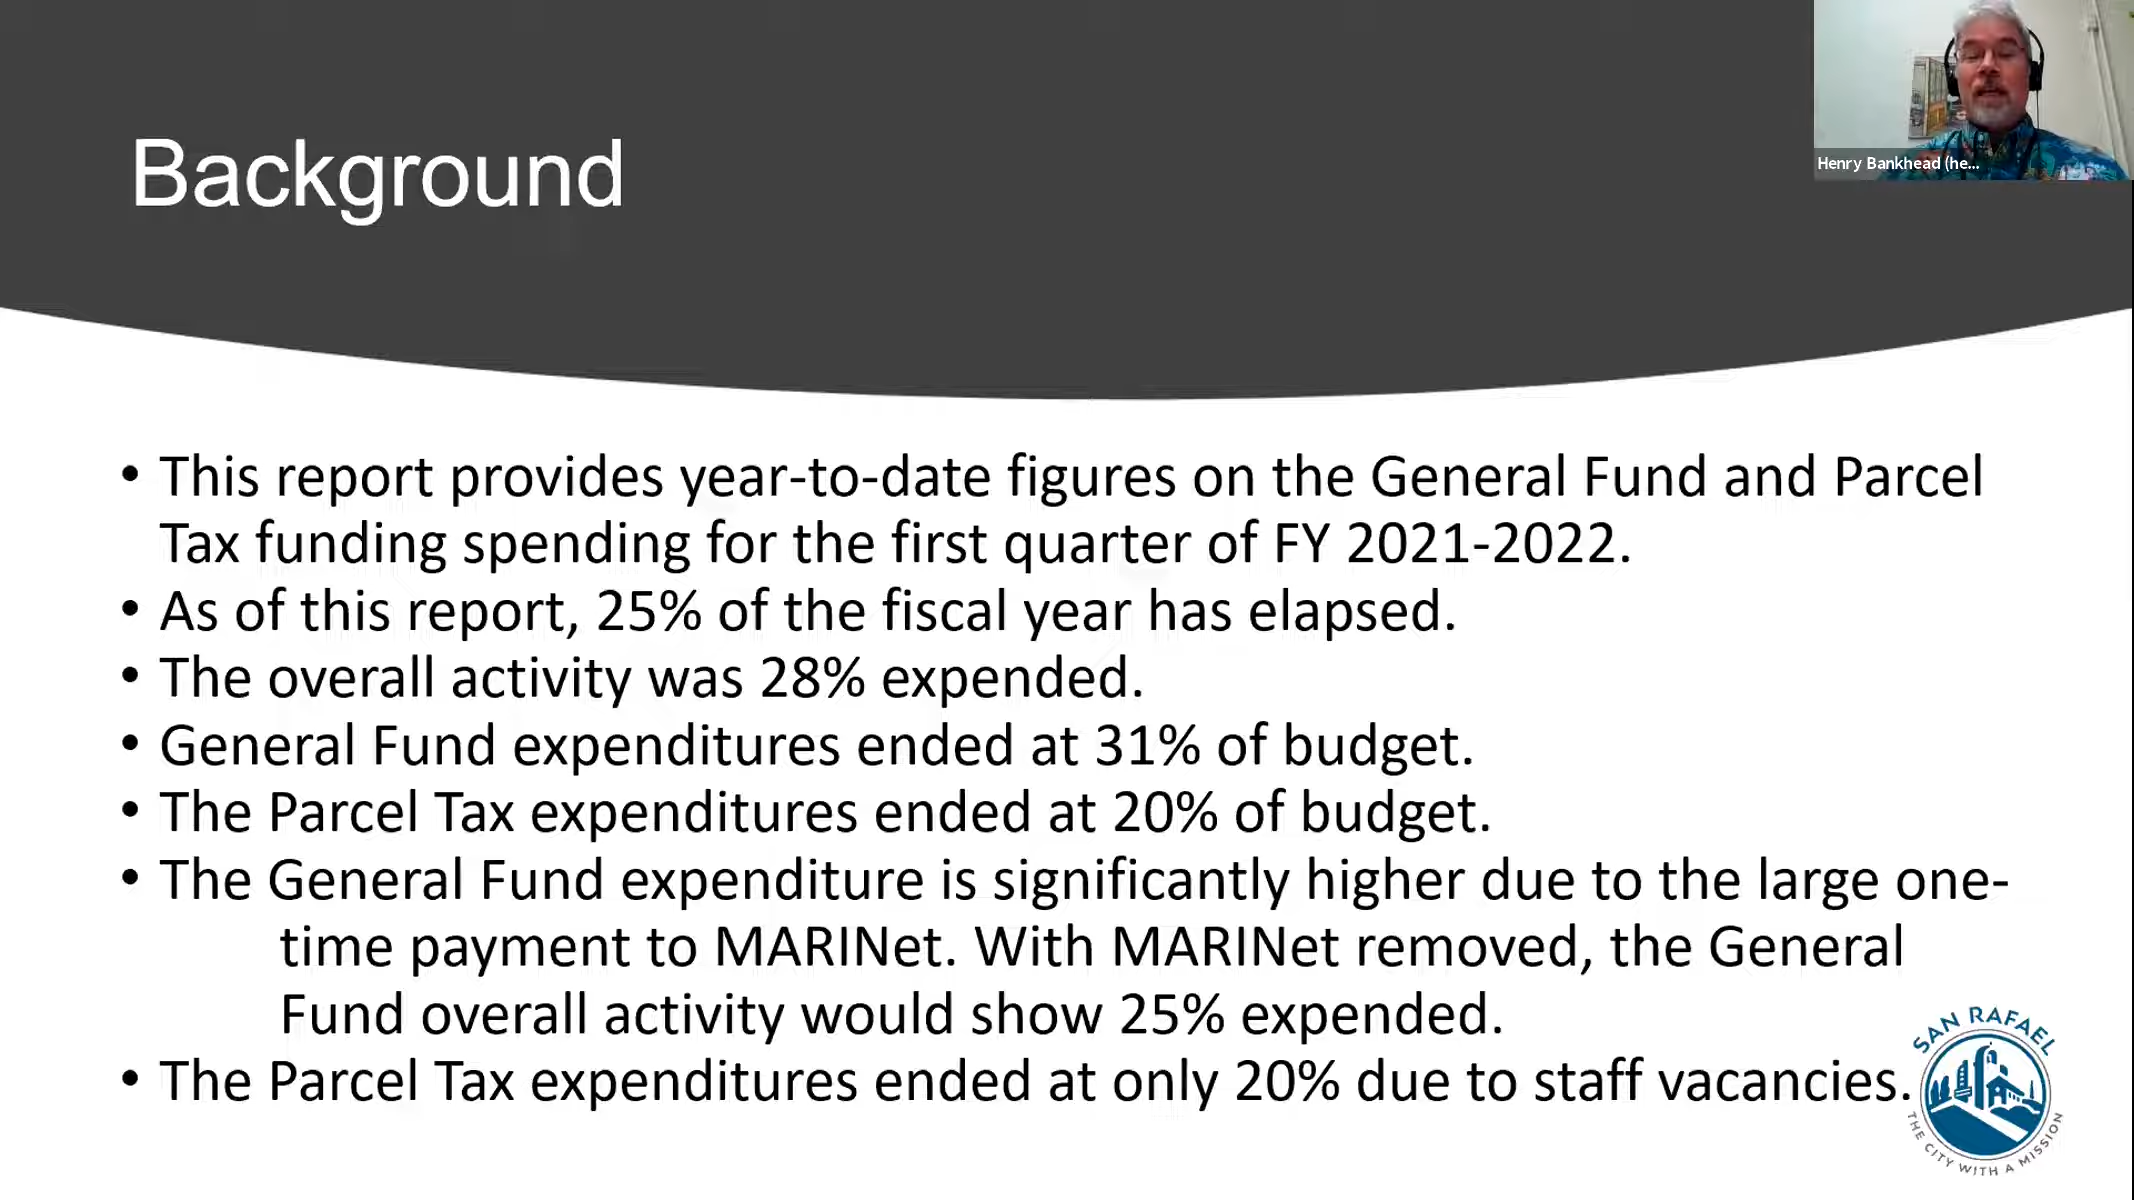 Henry Bankhead (he...
Background
• This report provides year-to-date figures on the General Fund and Parcel
Tax funding spending for the first quarter of FY 2021-2022.
• As of this report, 25% of the fiscal year has elapsed.
• The overall activity was 28% expended.
• General Fund expenditures ended at 31% of budget.
• The Parcel Tax expenditures ended at 20% of budget.
• The General Fund expenditure is significantly higher due to the large one-
time payment to MARINet. With MARINet removed, the General
Fund overall activity would show 25% expended.
• The Parcel Tax expenditures ended at only 20% due to staff vacancies.
SAN RAFAEL
THE CITY WITH A MISSION